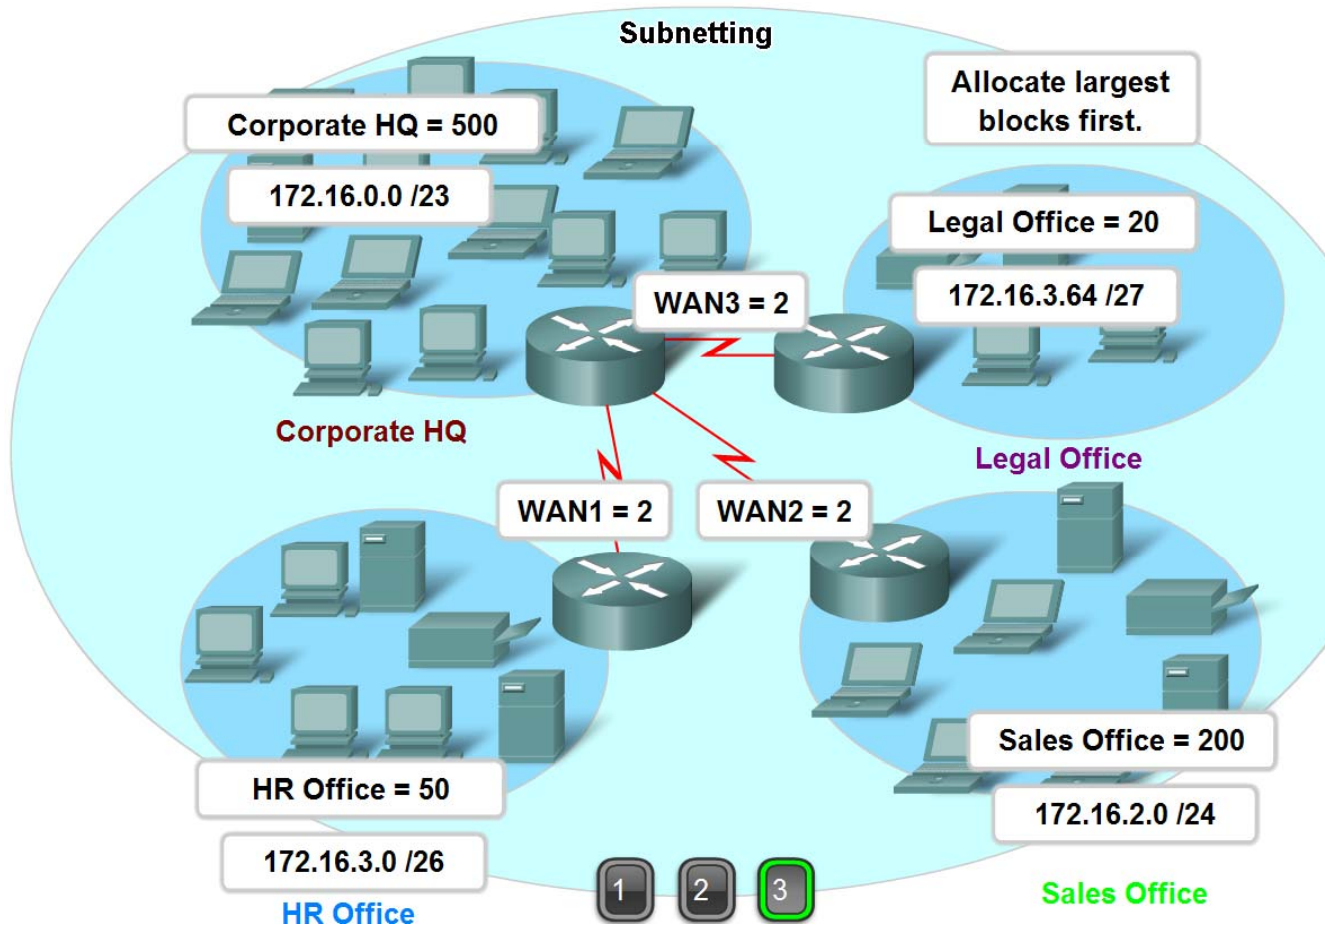 Subnetting
Allocate largest
blocks first.
Corporate HQ = 500
172.16.0.0 /23
Legal Office = 20
172.16.3.64 /27
WAN3 = 2
Corporate HQ
Legal Office
WAN1 = 2
WAN2 = 2
Sales Office = 200
172.16.2.0 /24
HR Office = 50
172.16.3.0 /26
1
2
3
Sales Office
HR Office